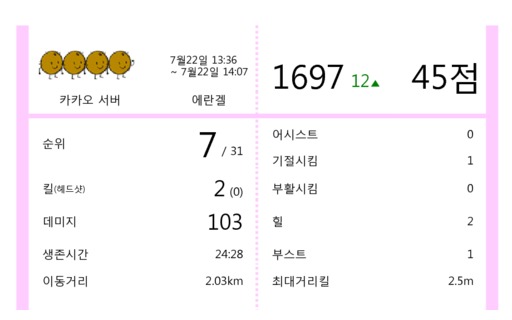 7월22일 13:36
~ 7월22일 14:07
카카오 서버 에란겔
1697 12▲ 45점
순위 7 / 31
킬(헤드샷) 2 (0)
데미지 103
생존시간 24:28
이동거리 2.03km
어시스트 0
기절시킴 1
부활시킴 0
힐 2
부스트 1
최대거리킬 2.5m